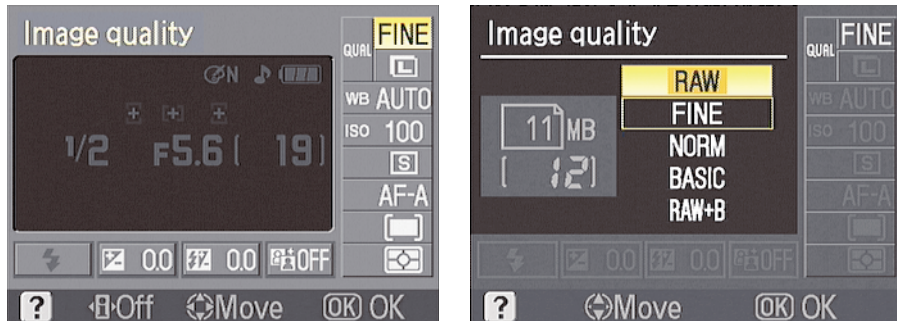 Image quality
QUAL FINE
L
N
WB AUTO
ISO 100
1/2 F5.6 [ 19]
S
AF-A
0.0 0.0 OFF
? Off Move OK OK
Image quality
QUAL FINE
L
RAW
FINE
NORM
BASIC
RAW+B
11 MB
[ 12]
WB AUTO
ISO 100
S
AF-A
0.0 0.0 OFF
? Move OK OK